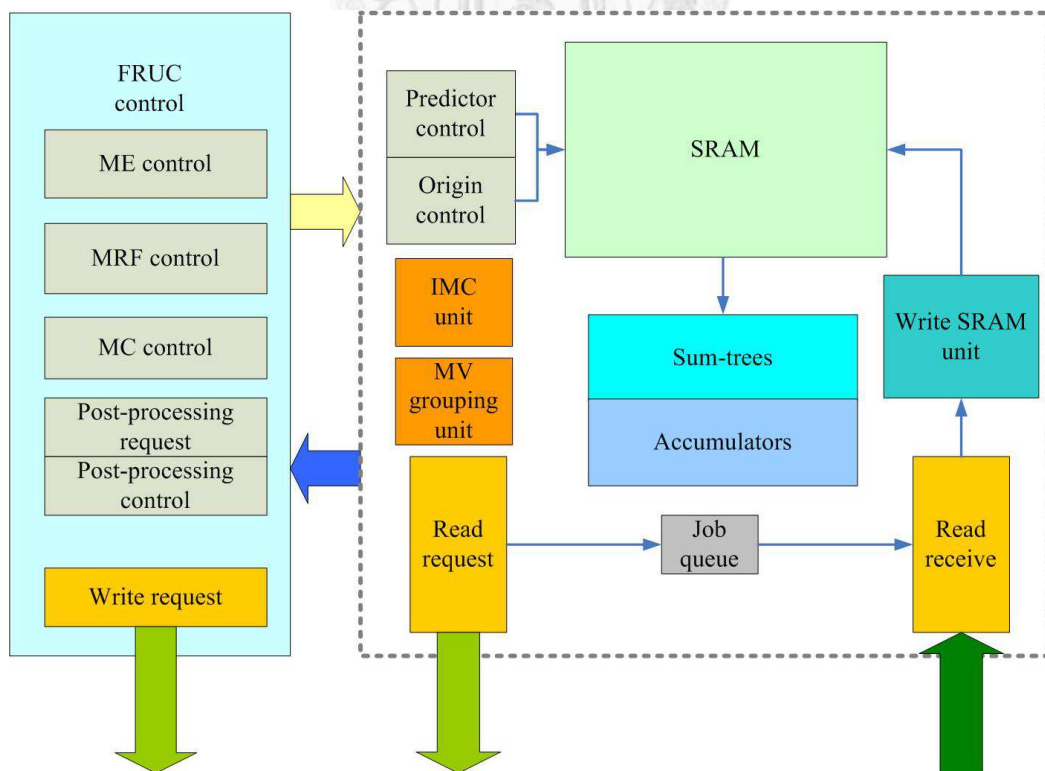 FRUC
control
ME control
MRF control
MC control
Post-processing
request
Post-processing
control
Write request
Predictor
control
Origin
control
IMC
unit
MV
grouping
unit
Read
request
SRAM
Sum-trees
Accumulators
Job
queue
Write SRAM
unit
Read
receive